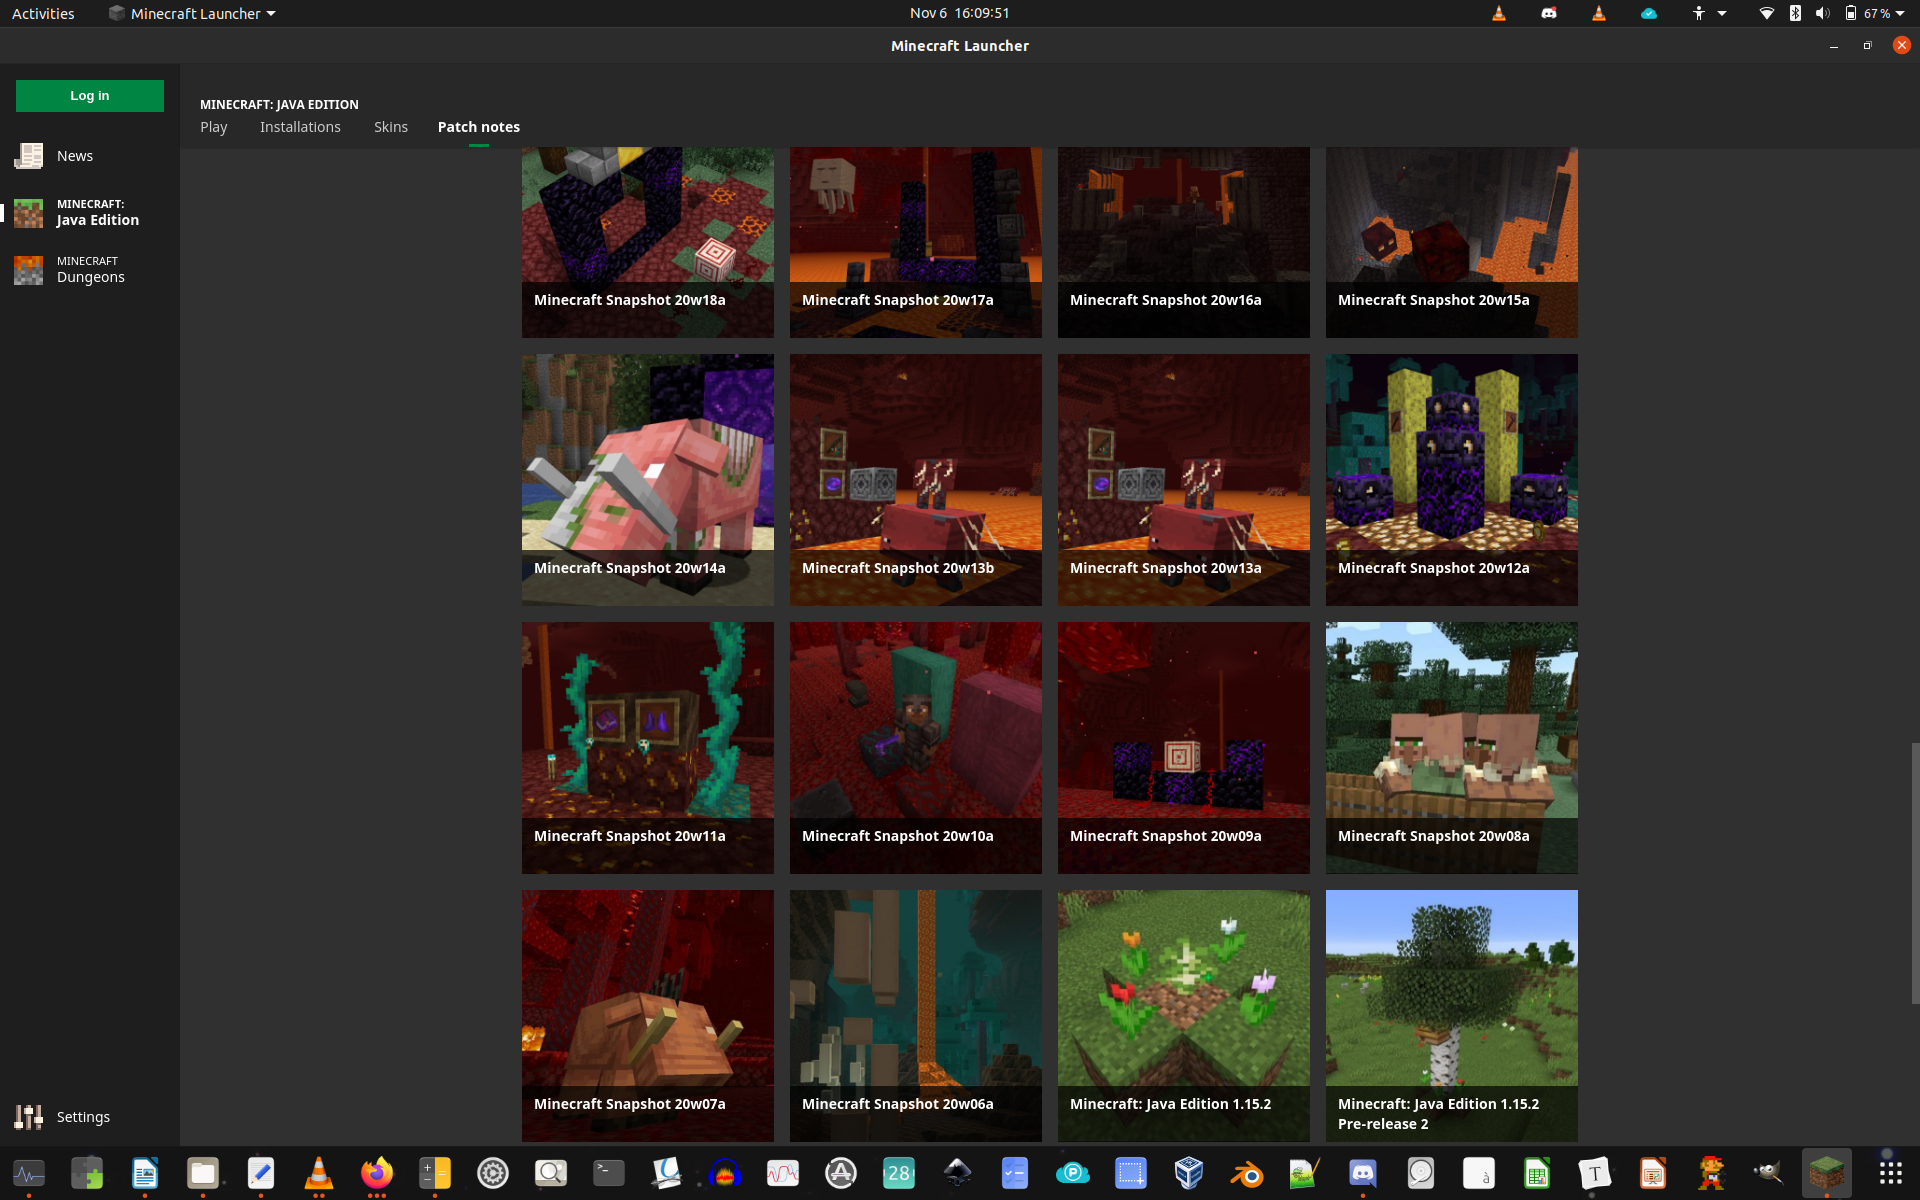 Activities
Minecraft Launcher
Nov 6 16:09:51
67 %
Minecraft Launcher
Log in
News
MINECRAFT:
Java Edition
MINECRAFT
Dungeons
Settings
MINECRAFT: JAVA EDITION
Play
Installations
Skins
Patch notes
Minecraft Snapshot 20w18a
Minecraft Snapshot 20w17a
Minecraft Snapshot 20w16a
Minecraft Snapshot 20w15a
Minecraft Snapshot 20w14a
Minecraft Snapshot 20w13b
Minecraft Snapshot 20w13a
Minecraft Snapshot 20w12a
Minecraft Snapshot 20w11a
Minecraft Snapshot 20w10a
Minecraft Snapshot 20w09a
Minecraft Snapshot 20w08a
Minecraft Snapshot 20w07a
Minecraft Snapshot 20w06a
Minecraft: Java Edition 1.15.2
Minecraft: Java Edition 1.15.2
Pre-release 2
28
P
à
T